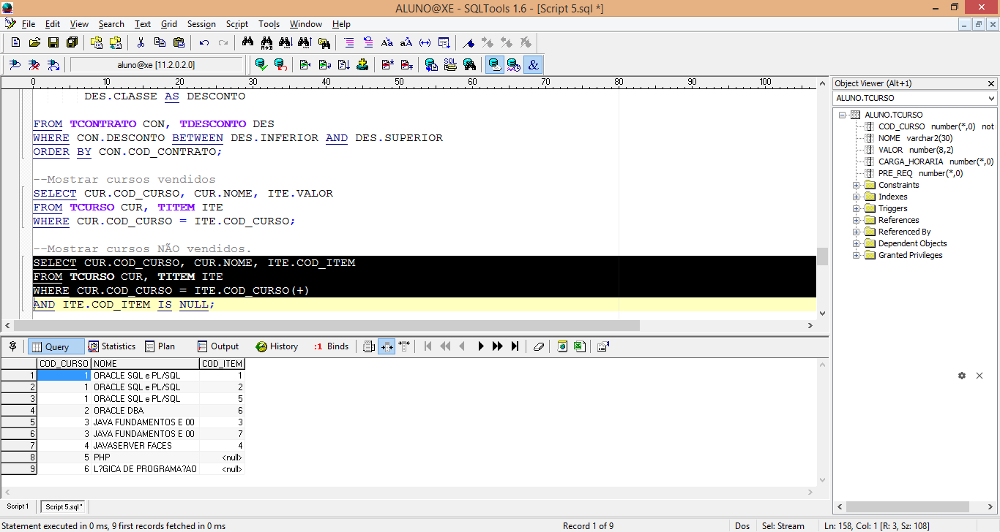 ALUNO@XE - SQLTools 1.6 - [Script 5.sql *]
File Edit View Search Text Grid Session Script Tools Window Help
aluno@xe [11.2.0.2.0]
SQL
&
0 10 20 30 40 50 60 70 80 90 100
DES.CLASSE AS DESCONTO
FROM TCONTRATO CON, TDESCONTO DES
WHERE CON.DESCONTO BETWEEN DES.INFERIOR AND DES.SUPERIOR
ORDER BY CON.COD_CONTRATO;
--Mostrar cursos vendidos
SELECT CUR.COD_CURSO, CUR.NOME, ITE.VALOR
FROM TCURSO CUR, TITEM ITE
WHERE CUR.COD_CURSO = ITE.COD_CURSO;
--Mostrar cursos NÃO vendidos.
SELECT CUR.COD_CURSO, CUR.NOME, ITE.COD_ITEM
FROM TCURSO CUR, TITEM ITE
WHERE CUR.COD_CURSO = ITE.COD_CURSO(+)
AND ITE.COD_ITEM IS NULL;
Object Viewer (Alt+1)
ALUNO.TCURSO
ALUNO.TCURSO
COD_CURSO number(*,0) not
NOME varchar2(30)
VALOR number(8,2)
CARGA_HORARIA number(*,0)
PRE_REQ number(*,0)
Constraints
Indexes
Triggers
References
Referenced By
Dependent Objects
Granted Privileges
Query Statistics Plan Output History :1 Binds
COD_CURSO NOME COD_ITEM
1 1 ORACLE SQL e PL/SQL 1
2 1 ORACLE SQL e PL/SQL 2
3 1 ORACLE SQL e PL/SQL 5
4 2 ORACLE DBA 6
5 3 JAVA FUNDAMENTOS E OO 3
6 3 JAVA FUNDAMENTOS E OO 7
7 4 JAVASERVER FACES 4
8 5 PHP <null>
9 6 L?GICA DE PROGRAMA?AO <null>
Script 1 Script 5.sql *
Statement executed in 0 ms, 9 first records fetched in 0 ms Record 1 of 9 Dos Sel: Stream Ln: 158, Col: 1 [R: 3, Sz: 108]